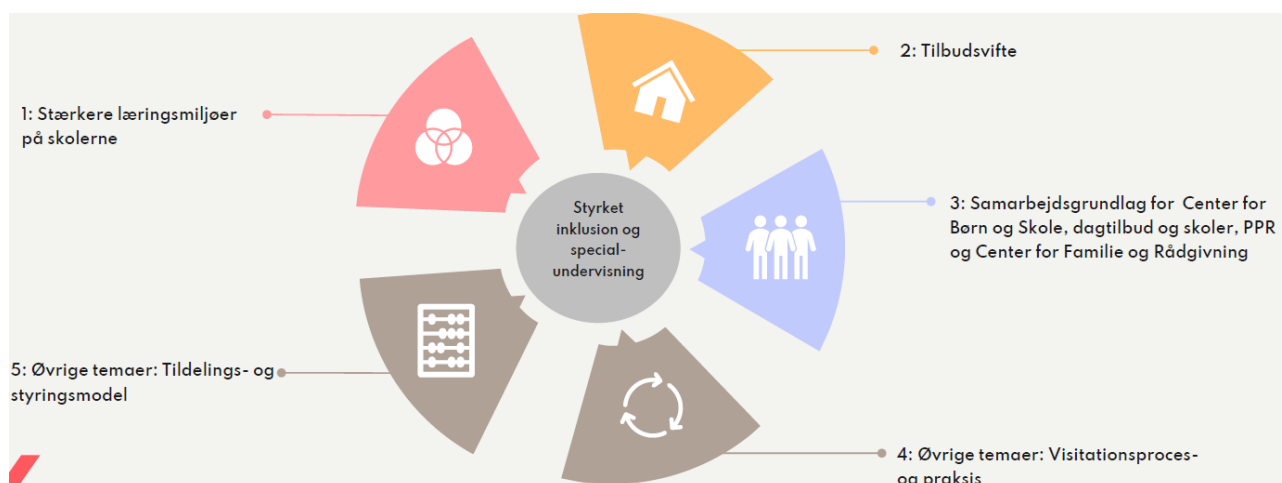 1: Stærkere læringsmiljøer
på skolerne
2: Tilbudsvifte
Styrket
inklusion og
special-
undervisning
3: Samarbejdsgrundlag for Center for
Børn og Skole, dagtilbud og skoler, PPR
og Center for Familie og Rådgivning
5: Øvrige temaer: Tildelings- og
styringsmodel
4: Øvrige temaer: Visitationsproces-
og praksis